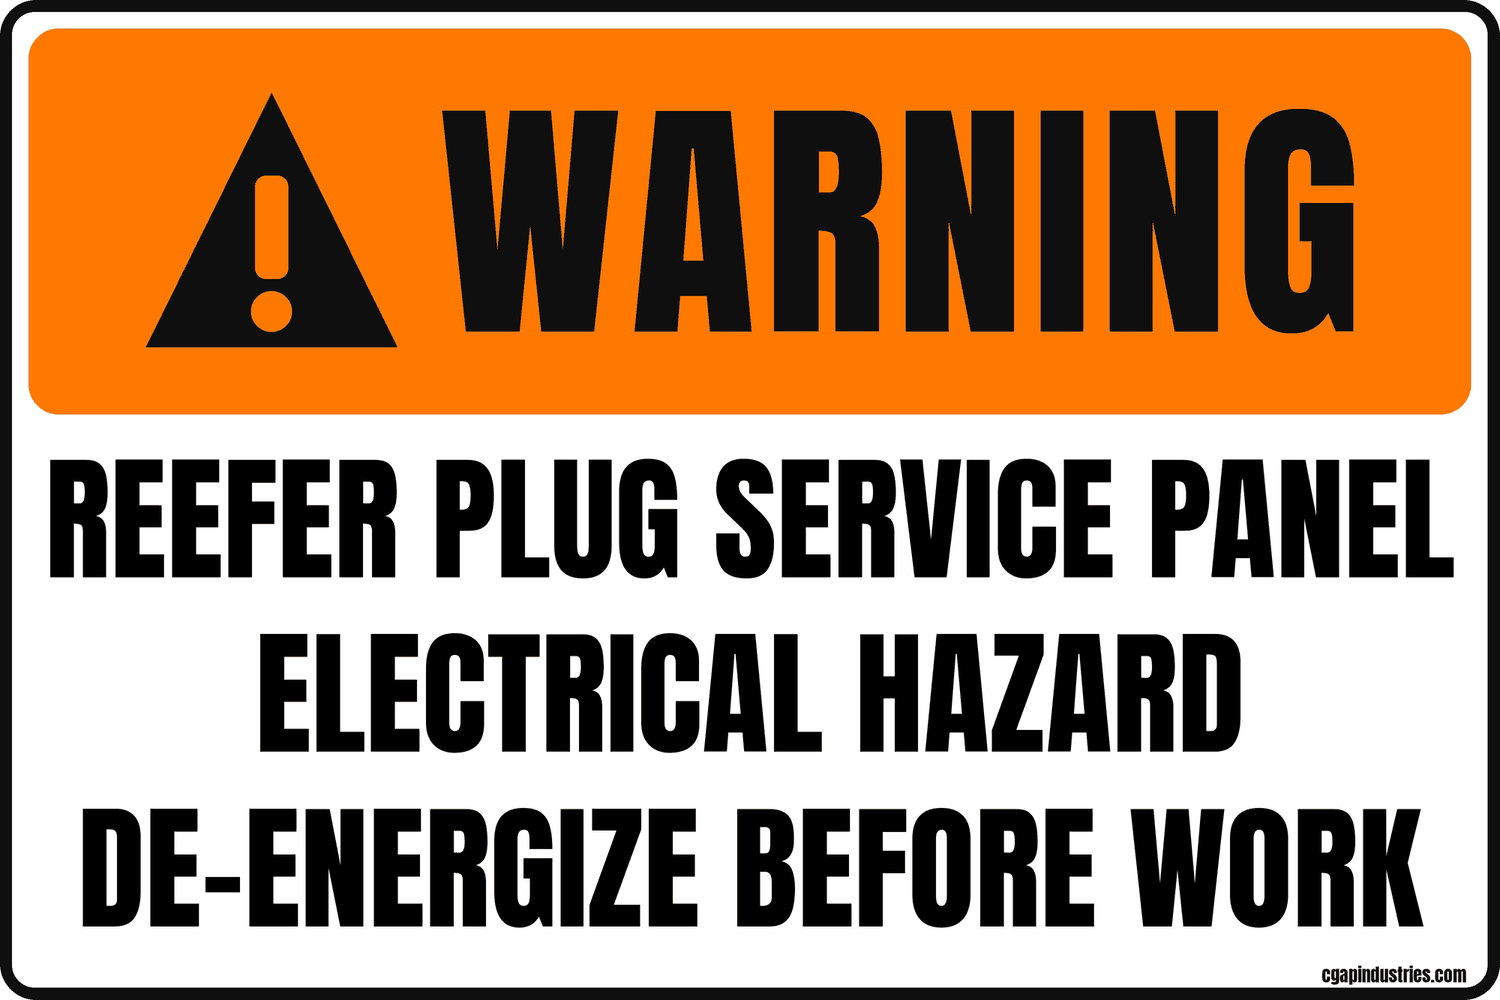 WARNING
REEFER PLUG SERVICE PANEL
ELECTRICAL HAZARD
DE-ENERGIZE BEFORE WORK
cgapindustries.com